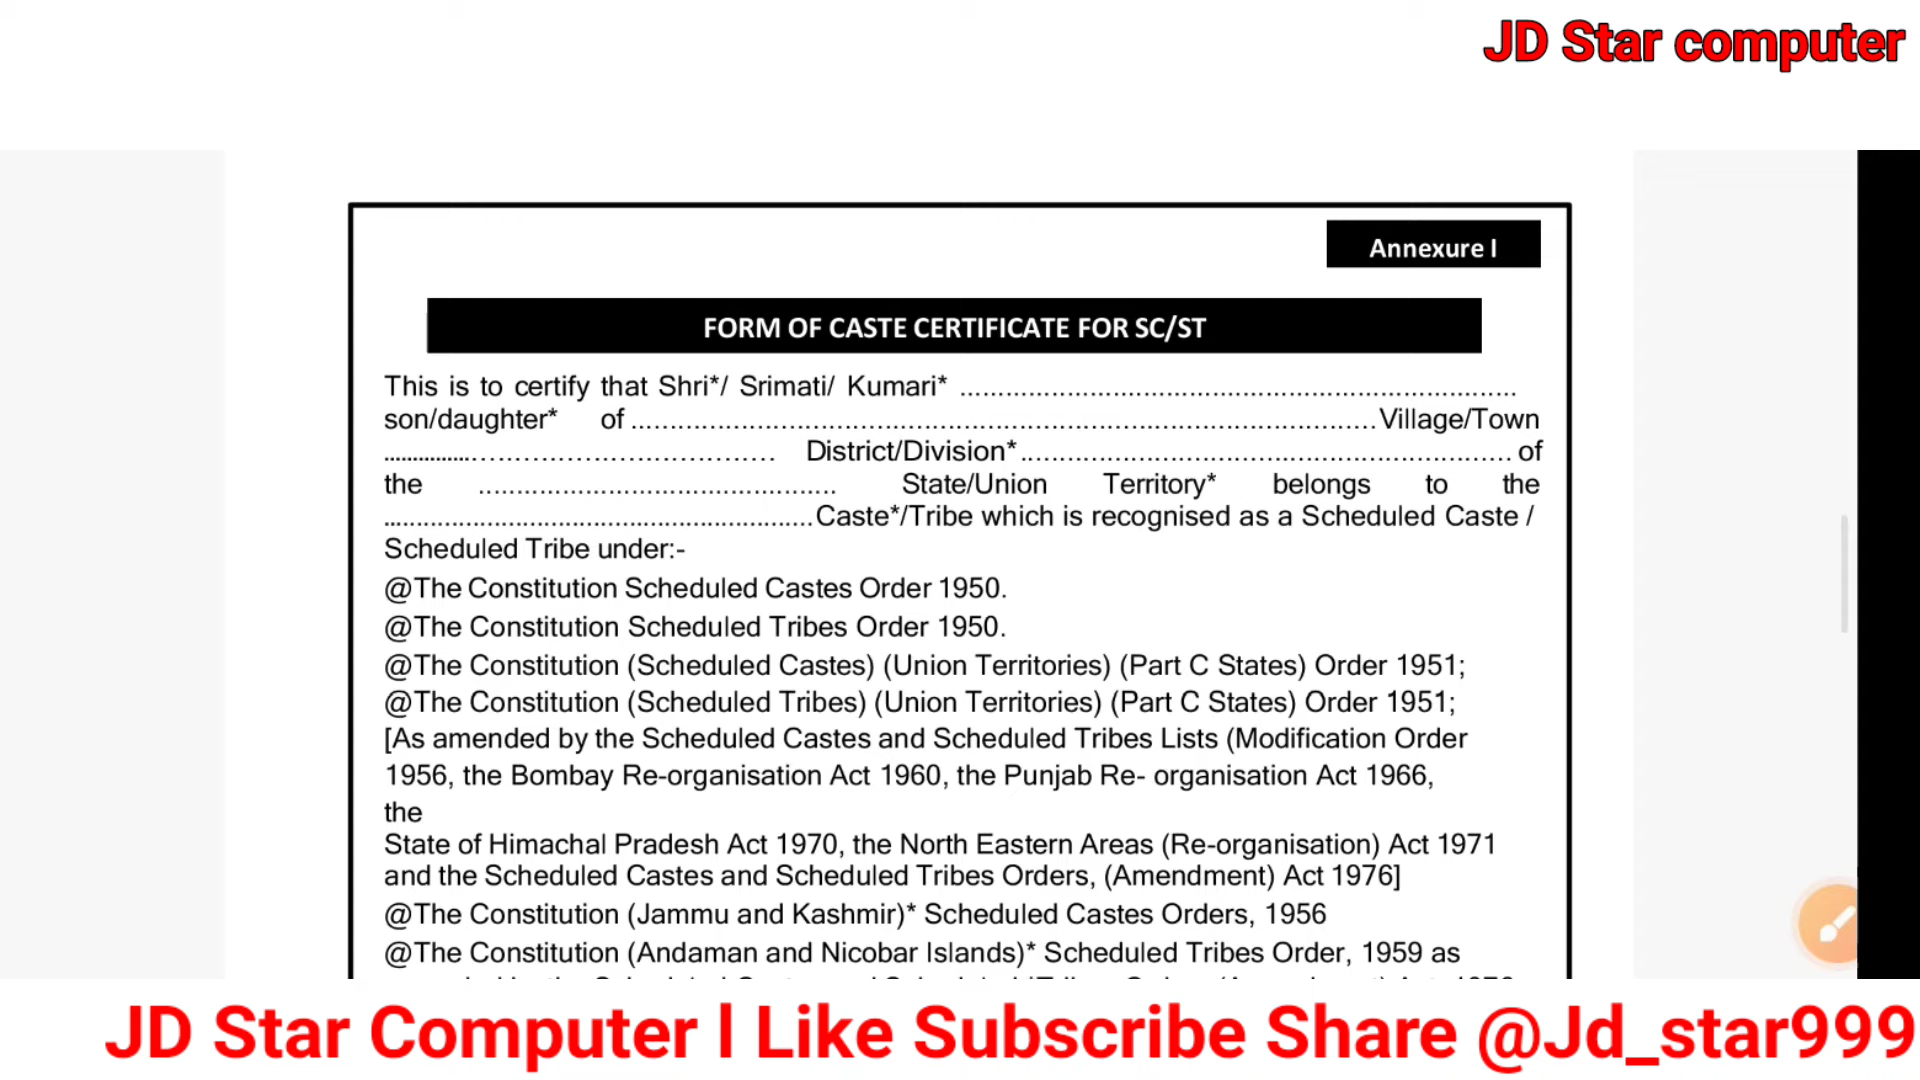 JD Star computer
Annexure I
FORM OF CASTE CERTIFICATE FOR SC/ST
This is to certify that Shri*/ Srimati/ Kumari* ..........................................................................
son/daughter* of ..................................................................................................Village/Town
.................................................... District/Division*................................................................ of
the ............................................... State/Union Territory* belongs to the
.........................................................Caste*/Tribe which is recognised as a Scheduled Caste /
Scheduled Tribe under:-
@The Constitution Scheduled Castes Order 1950.
@The Constitution Scheduled Tribes Order 1950.
@The Constitution (Scheduled Castes) (Union Territories) (Part C States) Order 1951;
@The Constitution (Scheduled Tribes) (Union Territories) (Part C States) Order 1951;
[As amended by the Scheduled Castes and Scheduled Tribes Lists (Modification Order
1956, the Bombay Re-organisation Act 1960, the Punjab Re- organisation Act 1966,
the
State of Himachal Pradesh Act 1970, the North Eastern Areas (Re-organisation) Act 1971
and the Scheduled Castes and Scheduled Tribes Orders, (Amendment) Act 1976]
@The Constitution (Jammu and Kashmir)* Scheduled Castes Orders, 1956
@The Constitution (Andaman and Nicobar Islands)* Scheduled Tribes Order, 1959 as
JD Star Computer l Like Subscribe Share @Jd_star999